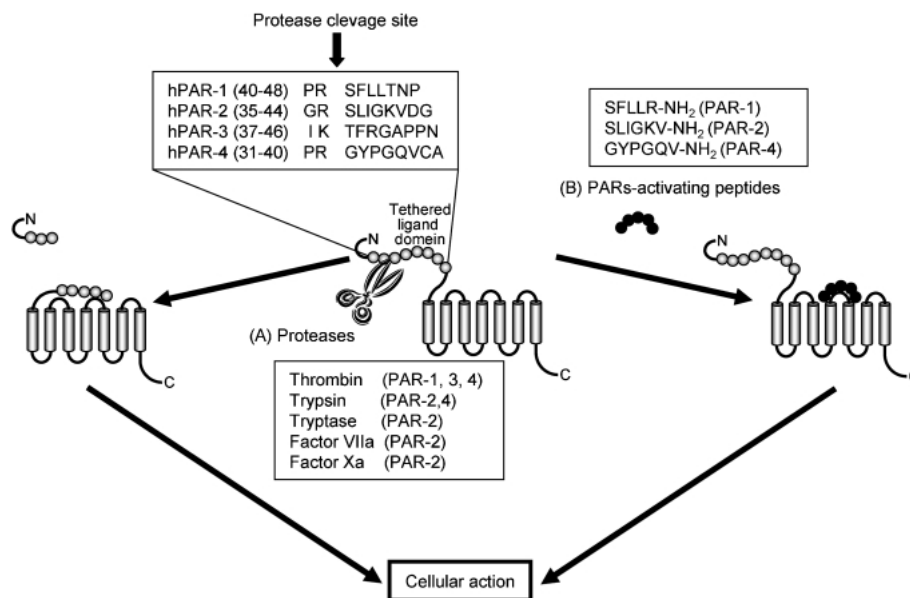 Protease clevage site
hPAR-1 (40-48) PR SFLLTNP
hPAR-2 (35-44) GR SLIGKVDG
hPAR-3 (37-46) IK TFRGAPPN
hPAR-4 (31-40) PR GYPGQVCA
SFLLR-NH₂ (PAR-1)
SLIGKV-NH₂ (PAR-2)
GYPGQV-NH₂ (PAR-4)
(B) PARs-activating peptides
N
N
Tethered
ligand
domain
N
(A) Proteases
C
C
C
Thrombin (PAR-1, 3, 4)
Trypsin (PAR-2,4)
Tryptase (PAR-2)
Factor VIIa (PAR-2)
Factor Xa (PAR-2)
Cellular action